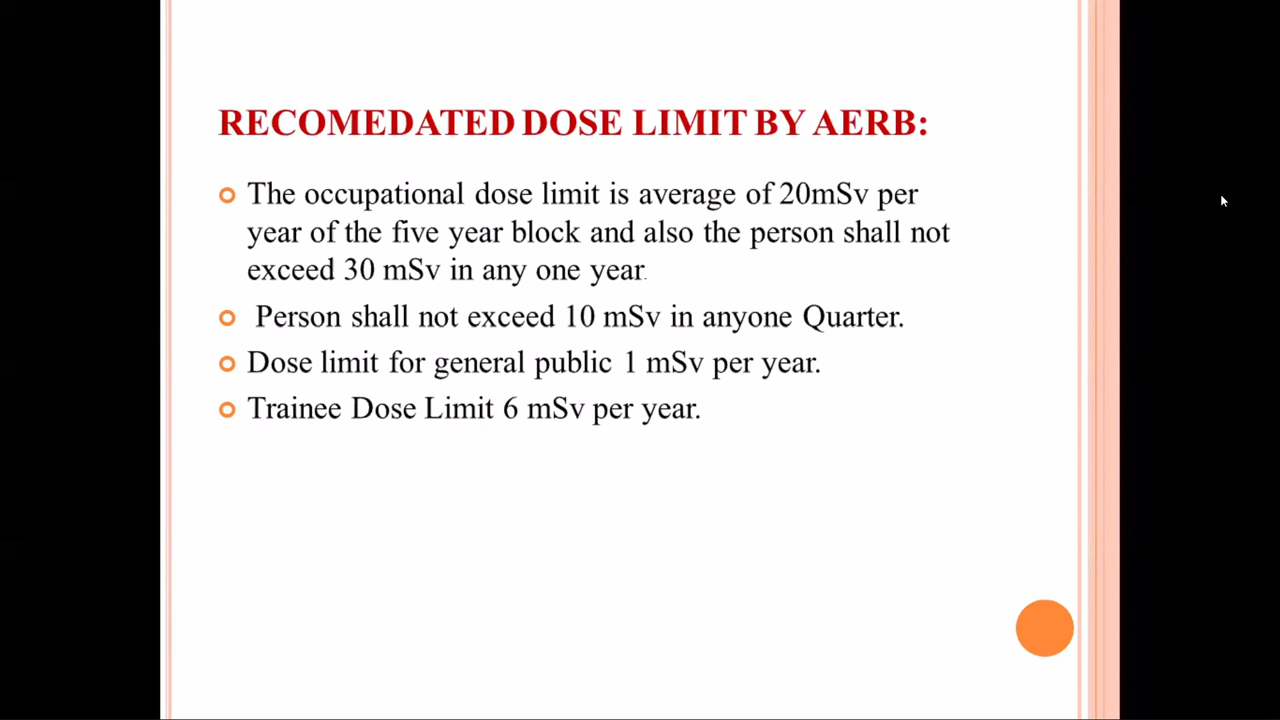 RECOMEDATED DOSE LIMIT BY AERB:
The occupational dose limit is average of 20mSv per
year of the five year block and also the person shall not
exceed 30 mSv in any one year.
Person shall not exceed 10 mSv in anyone Quarter.
Dose limit for general public 1 mSv per year.
Trainee Dose Limit 6 mSv per year.